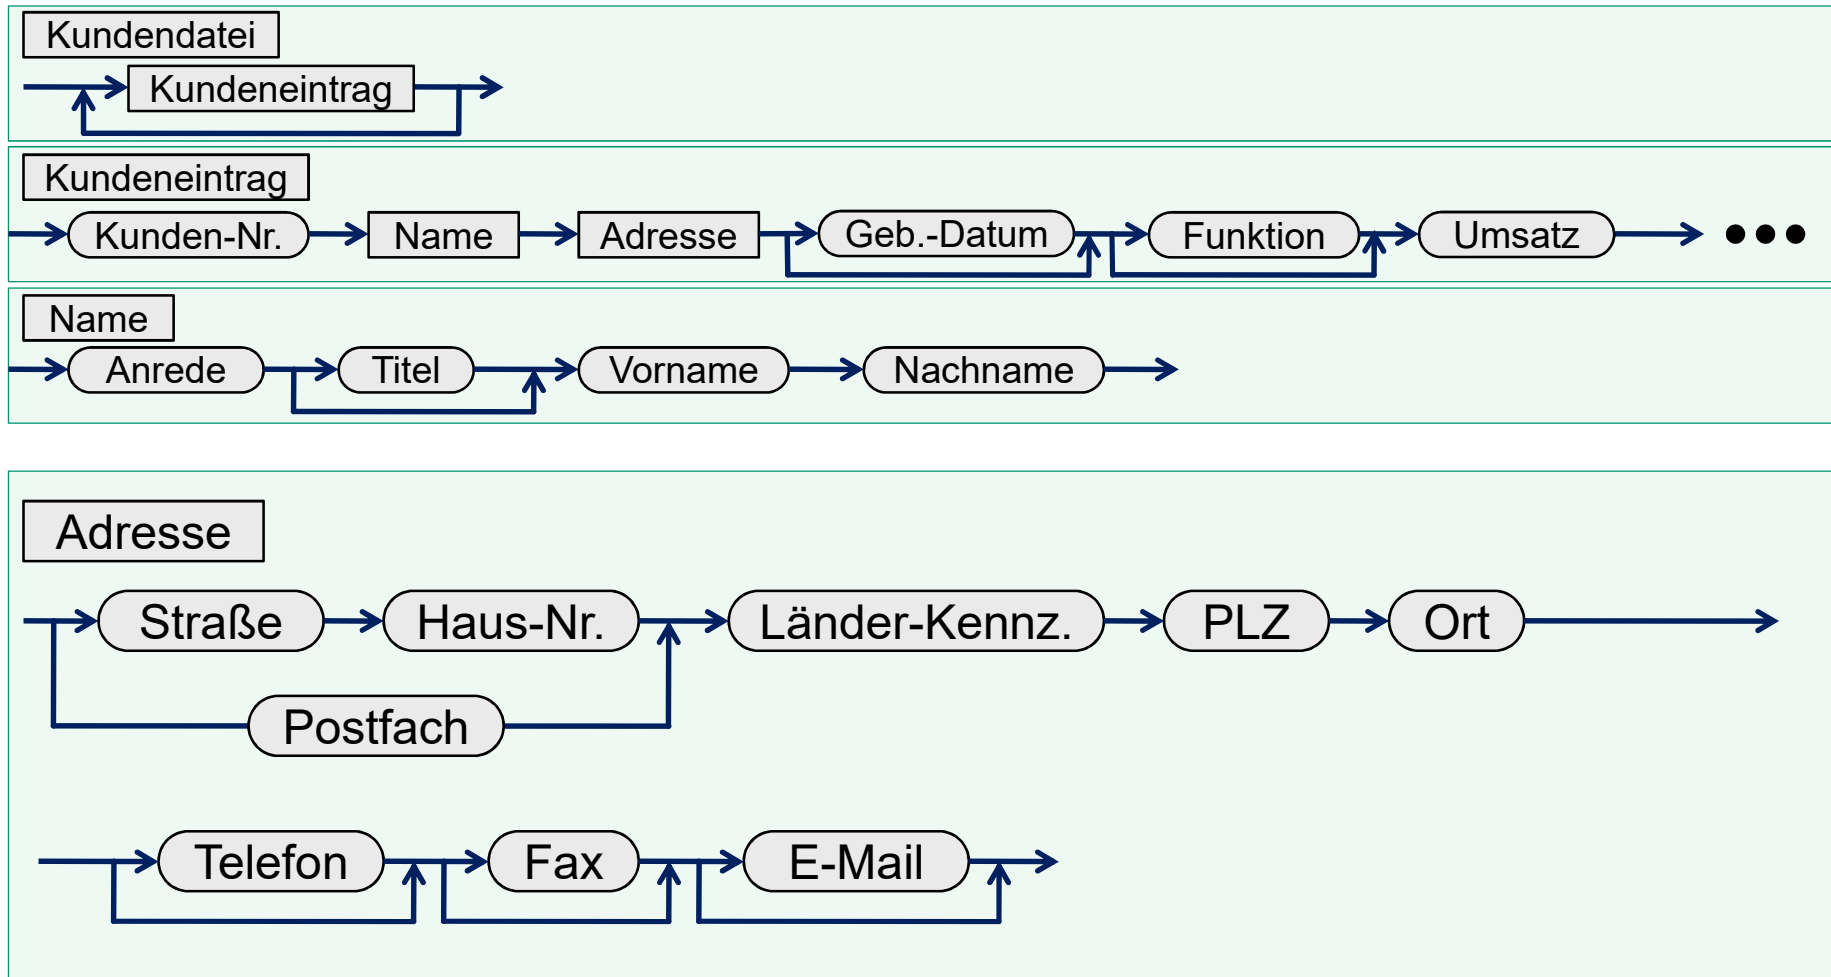 Kundendatei
Kundeneintrag
Kundeneintrag
Kunden-Nr. Name Adresse Geb.-Datum Funktion Umsatz
Name
Anrede Titel Vorname Nachname
Adresse
Straße Haus-Nr. Länder-Kennz. PLZ Ort
Postfach
Telefon Fax E-Mail